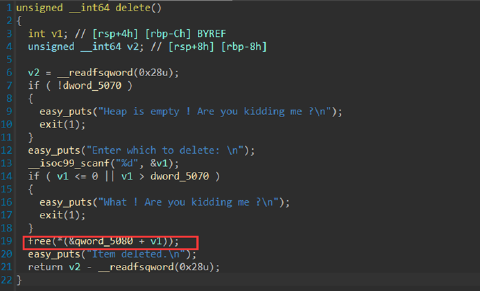 1 unsigned __int64 delete()
2 {
3 int v1; // [rsp+4h] [rbp-Ch] BYREF
4 unsigned __int64 v2; // [rsp+8h] [rbp-8h]
5
6 v2 = __readfsqword(0x28u);
7 if ( !dword_5070 )
8 {
9 easy_puts("Heap is empty ! Are you kidding me ?\n");
10 exit(1);
11 }
12 easy_puts("Enter which to delete: \n");
13 __isoc99_scanf("%d", &v1);
14 if ( v1 <= 0 || v1 > dword_5070 )
15 {
16 easy_puts("What ! Are you kidding me ?\n");
17 exit(1);
18 }
19 free(*(&qword_5080 + v1));
20 easy_puts("Item deleted.\n");
21 return v2 - __readfsqword(0x28u);
22 }